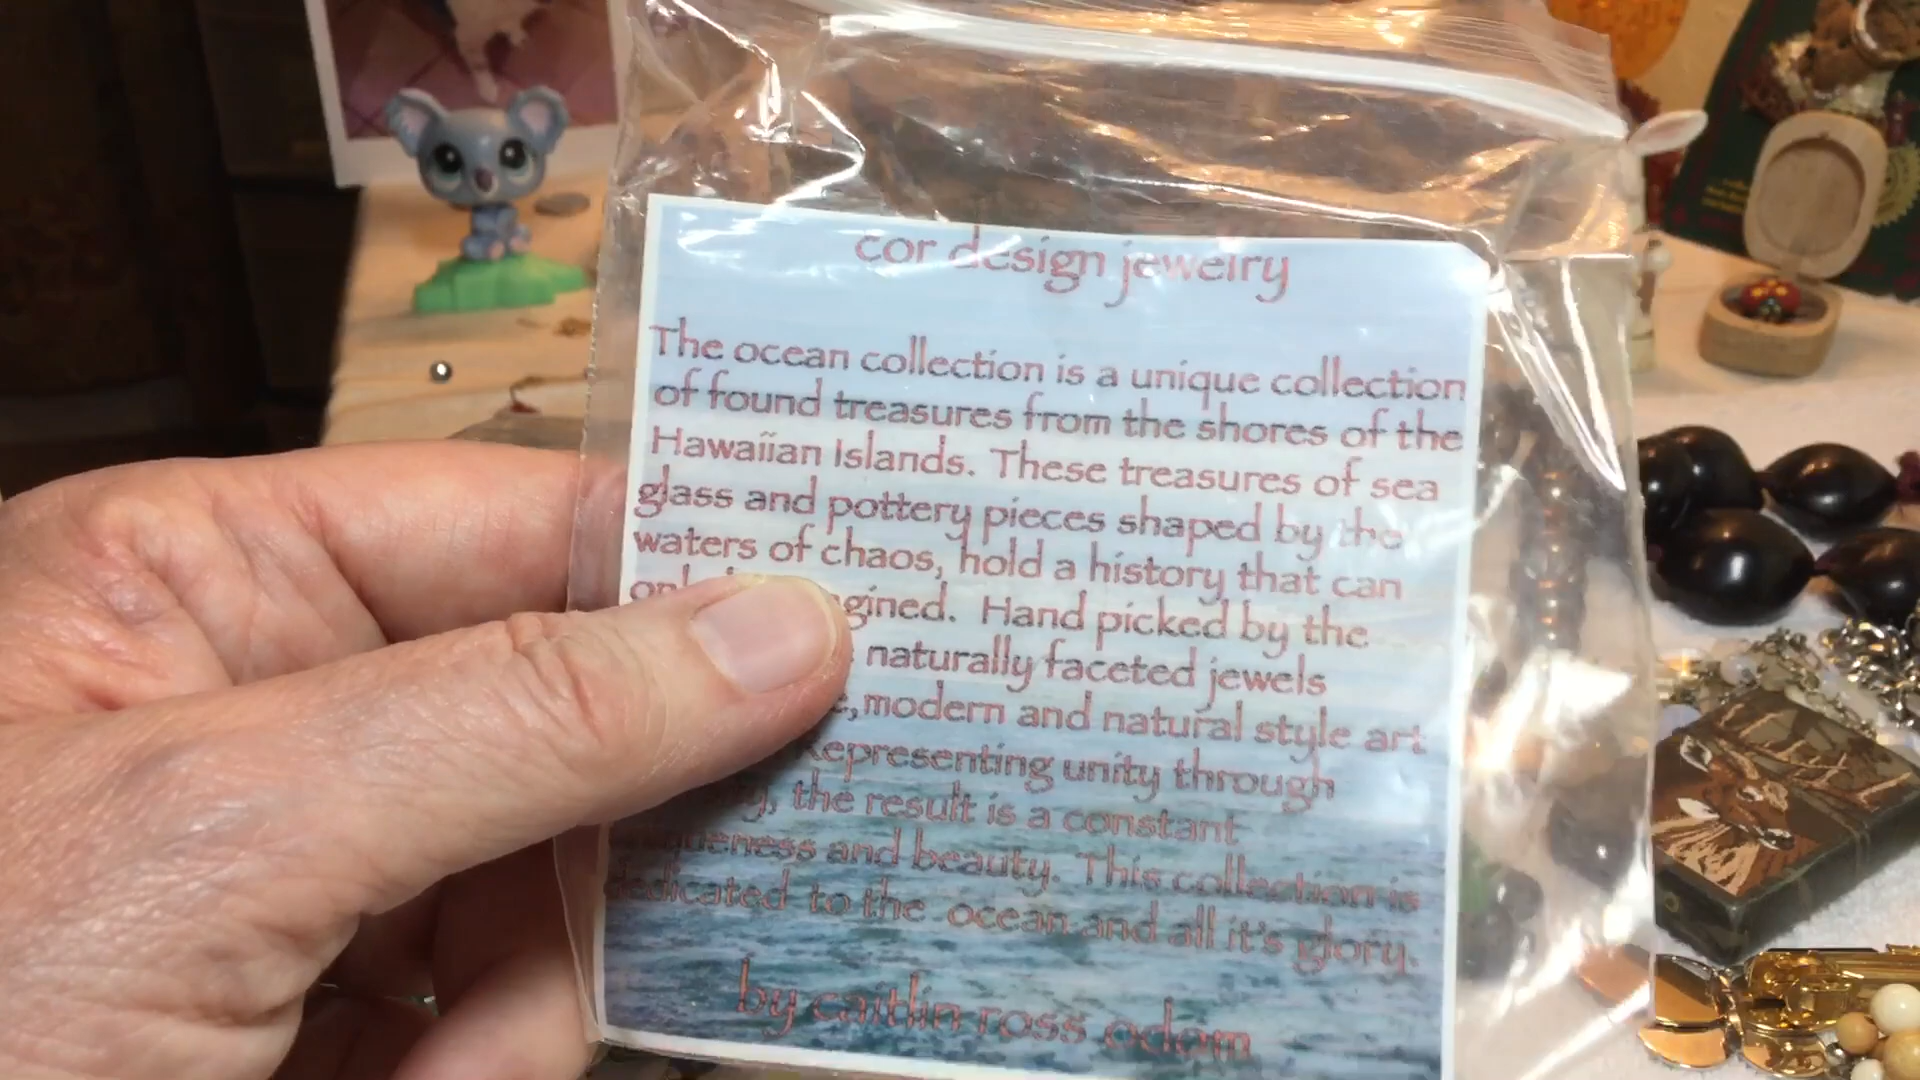 cor design jewelry
The ocean collection is a unique collection
of found treasures from the shores of the
Hawaiian Islands. These treasures of sea
glass and pottery pieces shaped by the
waters of chaos, hold a history that can
Hand picked by the
naturally faceted jewels
modern and natural style art
Representing unity through
the result is a constant
and beauty. This collection is
dedicated to the ocean and all it's glory.
by caitlin ross odom